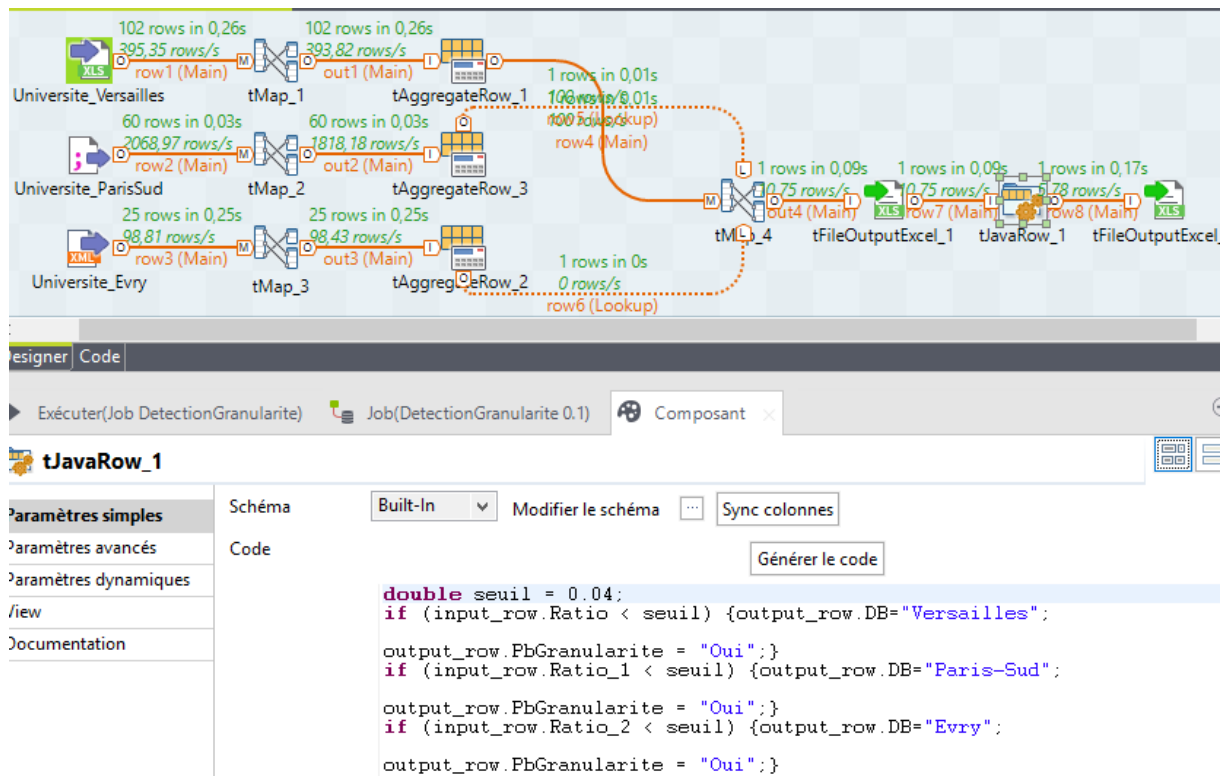 102 rows in 0,26s
395,35 rows/s
row1 (Main)
102 rows in 0,26s
393,82 rows/s
out1 (Main)
XLS
Universite_Versailles
tMap_1
tAggregateRow_1
1 rows in 0,01s
row5 (Lookup)
row4 (Main)
60 rows in 0,03s
2068,97 rows/s
row2 (Main)
60 rows in 0,03s
1818,18 rows/s
out2 (Main)
Universite_ParisSud
tMap_2
tAggregateRow_3
1 rows in 0,09s
out4 (Main)
1 rows in 0,09s
row7 (Main)
1 rows in 0,17s
row8 (Main)
XLS
XLS
tFileOutputExcel_1
tJavaRow_1
tFileOutputExcel_
25 rows in 0,25s
98,81 rows/s
row3 (Main)
25 rows in 0,25s
98,43 rows/s
out3 (Main)
XML
Universite_Evry
tMap_3
tAggregateRow_2
1 rows in 0s
0 rows/s
row6 (Lookup)
Designer Code
Exécuter(Job DetectionGranularite) Job(DetectionGranularite 0.1) Composant
tJavaRow_1
Paramètres simples
Paramètres avancés
Paramètres dynamiques
View
Documentation
Schéma Built-In Modifier le schéma ... Sync colonnes
Code Générer le code
double seuil = 0.04;
if (input_row.Ratio < seuil) {output_row.DB="Versailles";
output_row.PbGranularite = "Oui";}
if (input_row.Ratio_1 < seuil) {output_row.DB="Paris-Sud";
output_row.PbGranularite = "Oui";}
if (input_row.Ratio_2 < seuil) {output_row.DB="Evry";
output_row.PbGranularite = "Oui";}